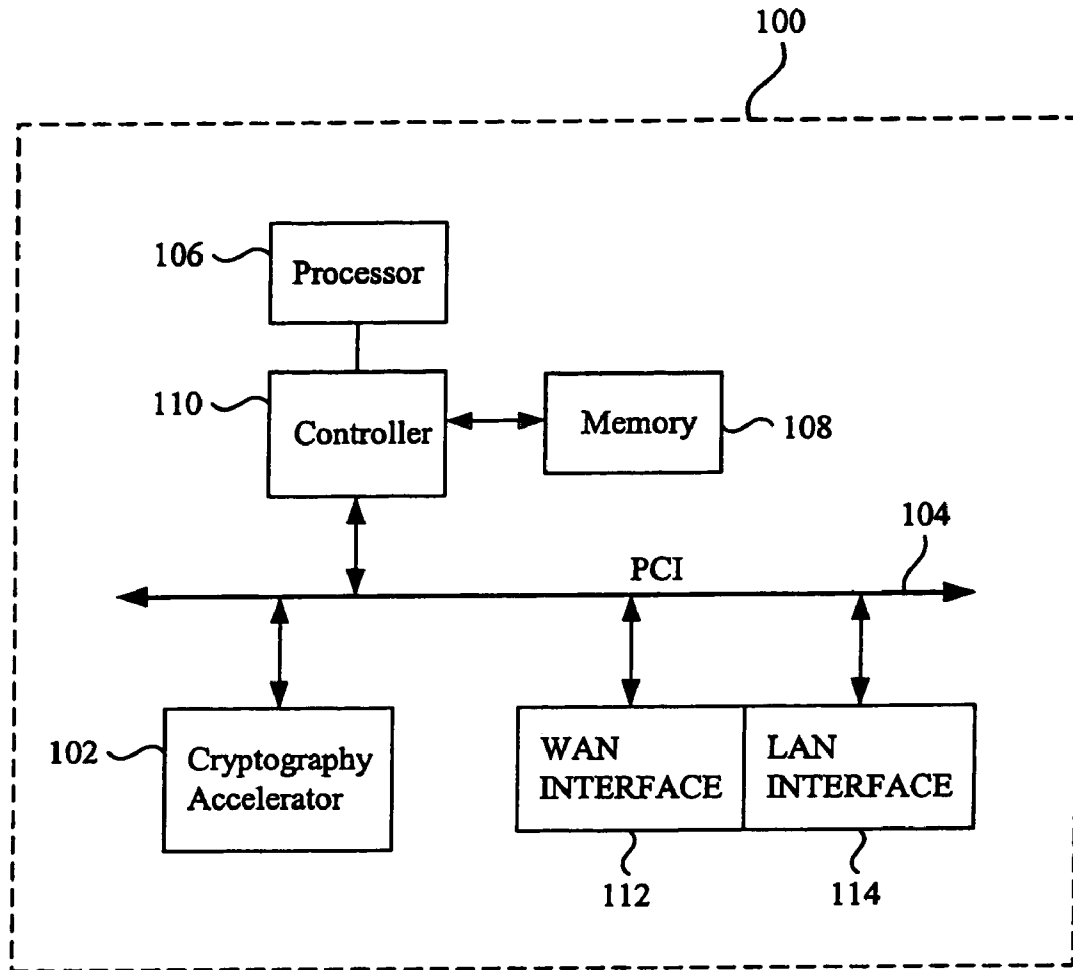 100
106
Processor
110
Controller
Memory
108
104
PCI
102
Cryptography
Accelerator
WAN
INTERFACE
LAN
INTERFACE
112
114